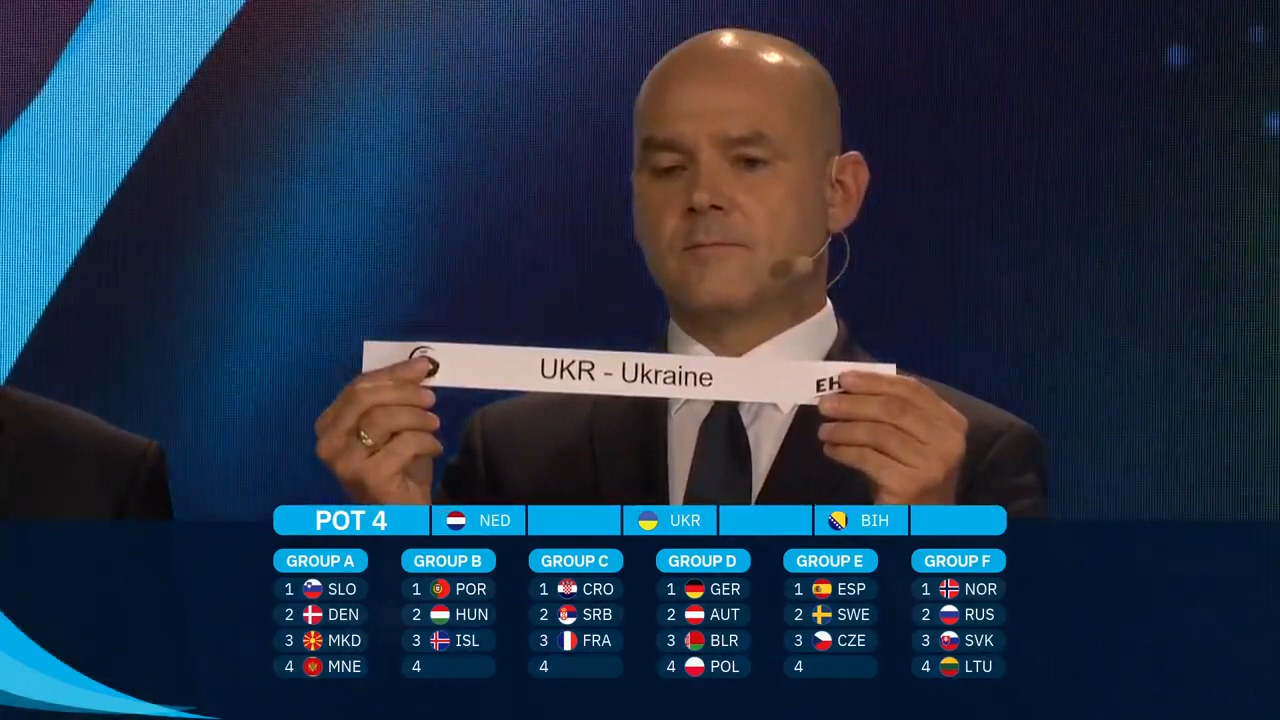 UKR - Ukraine
EH
POT 4 NED UKR BIH
GROUP A GROUP B GROUP C GROUP D GROUP E GROUP F
1 SLO 1 POR 1 CRO 1 GER 1 ESP 1 NOR
2 DEN 2 HUN 2 SRB 2 AUT 2 SWE 2 RUS
3 MKD 3 ISL 3 FRA 3 BLR 3 CZE 3 SVK
4 MNE 4 4 4 POL 4 4 LTU